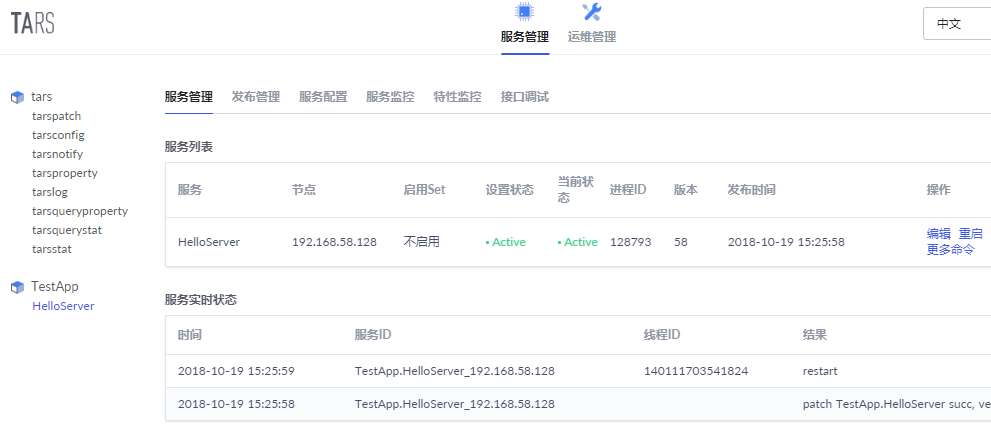 TARS
服务管理 运维管理
中文
tars
tarspatch
tarsconfig
tarsnotify
tarsproperty
tarslog
tarsqueryproperty
tarsquerystat
tarsstat
TestApp
HelloServer
服务管理 发布管理 服务配置 服务监控 特性监控 接口调试
服务列表
服务 节点 启用Set 设置状态 当前状态 进程ID 版本 发布时间 操作
HelloServer 192.168.58.128 不启用 Active Active 128793 58 2018-10-19 15:25:58 编辑 重启
更多命令
服务实时状态
时间 服务ID 线程ID 结果
2018-10-19 15:25:59 TestApp.HelloServer_192.168.58.128 140111703541824 restart
2018-10-19 15:25:58 TestApp.HelloServer_192.168.58.128 patch TestApp.HelloServer succ, ve